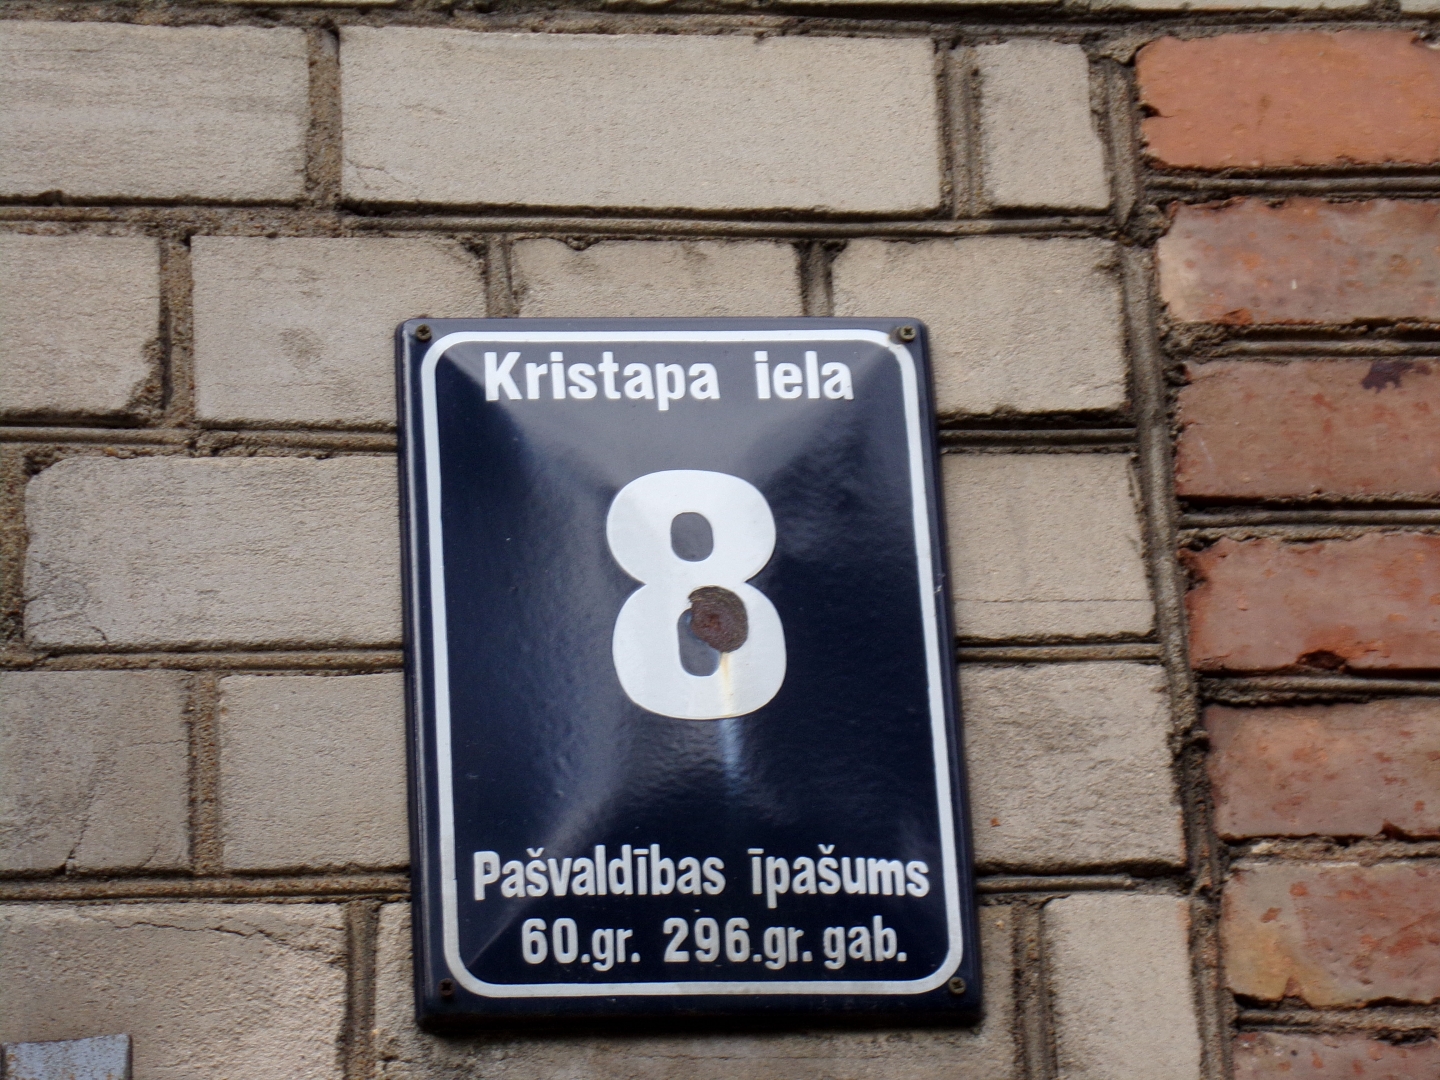 Kristapa iela
8
Pašvaldības īpašums
60.gr. 296.gr. gab.